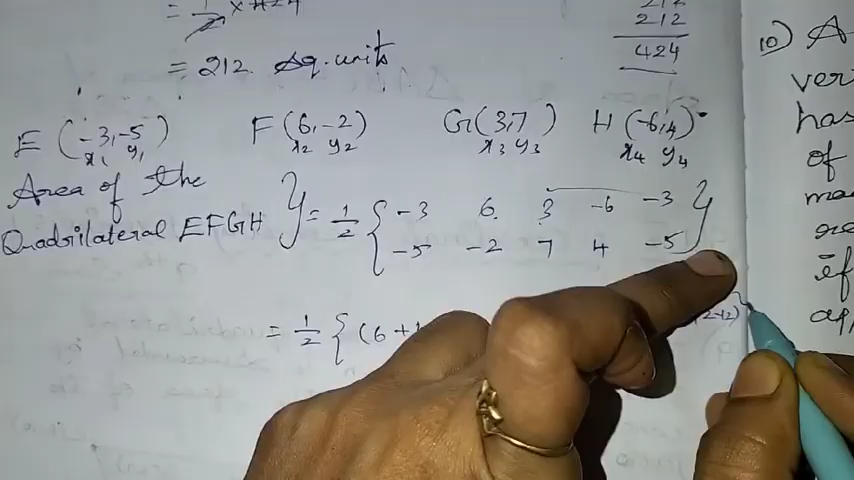 212
212
424
= 212. Sq. units
E (-3, -5) F (6, -2) G (3, 7) H (-6, 4)
x₁ y₁ x₂ y₂ x₃ y₃ x₄ y₄
Area of the
Quadrilateral EFGH } = 1/2 { -3 6 3 -6 -3 }
-5 -2 7 4 -5
= 1/2 { (6 +
10) A
veri
has
of
ma
if